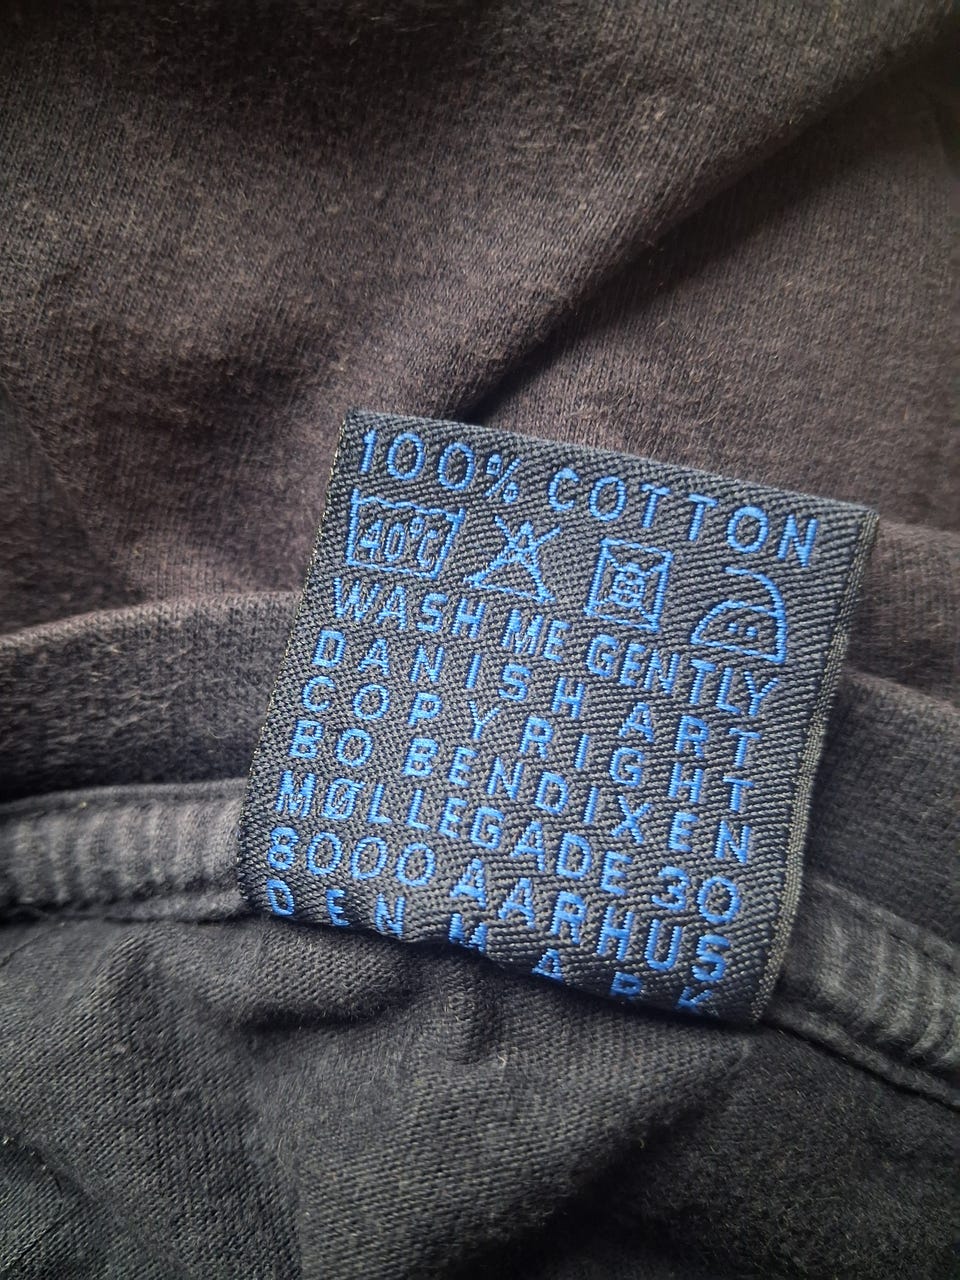 100% COTTON
40°C
WASH ME GENTLY
DANISH ART
COPYRIGHT
BO BENDIXEN
MØLLEGADE 30
8000 AARHUS
DENMARK